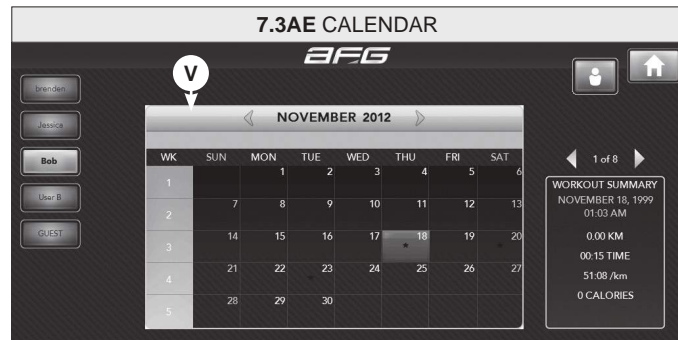 7.3AE CALENDAR
AFG
V
brenden
Jessica
Bob
User B
GUEST
NOVEMBER 2012
WK SUN MON TUE WED THU FRI SAT
1 1 2 3 4 5 6
2 7 8 9 10 11 12 13
3 14 15 16 17 18 19 20
4 21 22 23 24 25 26 27
5 28 29 30
1 of 8
WORKOUT SUMMARY
NOVEMBER 18, 1999
01:03 AM
0.00 KM
00:15 TIME
51:08 /km
0 CALORIES